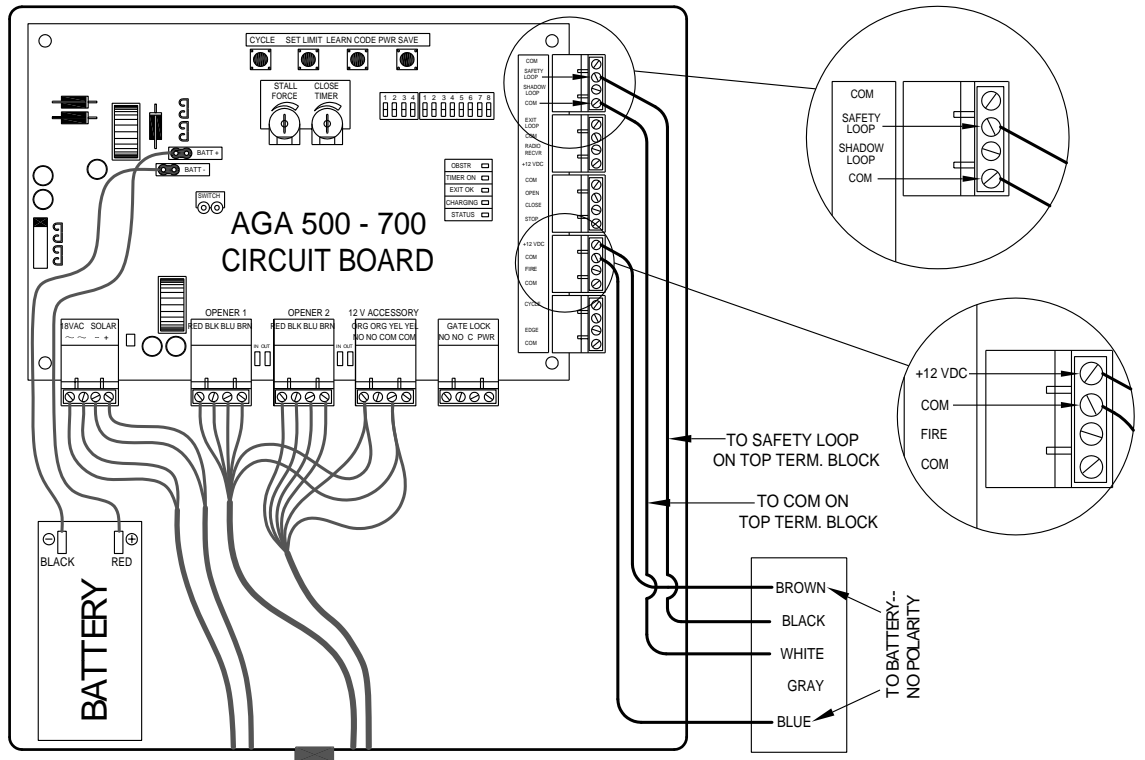 CYCLE SET LIMIT LEARN CODE PWR SAVE
STALL
FORCE
CLOSE
TIMER
1 2 3 4
1 2 3 4 5 6 7 8
BATT +
BATT -
SWITCH
OBSTR
TIMER ON
EXIT OK
CHARGING
STATUS
AGA 500 - 700
CIRCUIT BOARD
COM
SAFETY
LOOP
SHADOW
LOOP
COM
EXIT
LOOP
COM
RADIO
RECVR
+12 VDC
COM
OPEN
CLOSE
STOP
+12 VDC
COM
FIRE
COM
CYCLE
EDGE
COM
18VAC SOLAR
~ ~ - +
OPENER 1
RED BLK BLU BRN
IN OUT
OPENER 2
RED BLK BLU BRN
IN OUT
12 V ACCESSORY
ORG ORG YEL YEL
NO NO COM COM
GATE LOCK
NO NO C PWR
COM
SAFETY
LOOP
SHADOW
LOOP
COM
+12 VDC
COM
FIRE
COM
TO SAFETY LOOP
ON TOP TERM. BLOCK
TO COM ON
TOP TERM. BLOCK
BLACK
RED
BATTERY
BROWN
BLACK
WHITE
GRAY
BLUE
TO BATTERY--
NO POLARITY